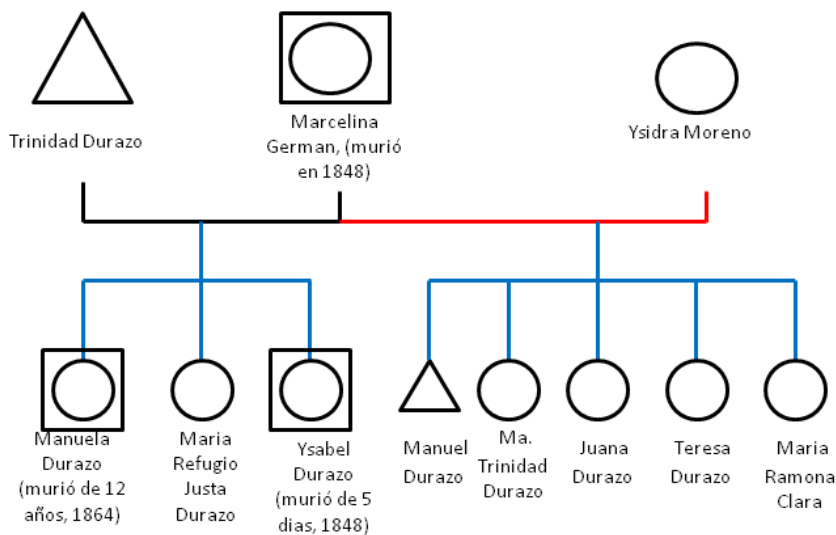 Trinidad Durazo
Marcelina
German, (murió
en 1848)
Ysidra Moreno
Manuela
Durazo
(murió de 12
años, 1864)
Maria
Refugio
Justa
Durazo
Ysabel
Durazo
(murió de 5
dias, 1848)
Manuel
Durazo
Ma.
Trinidad
Durazo
Juana
Durazo
Teresa
Durazo
Maria
Ramona
Clara